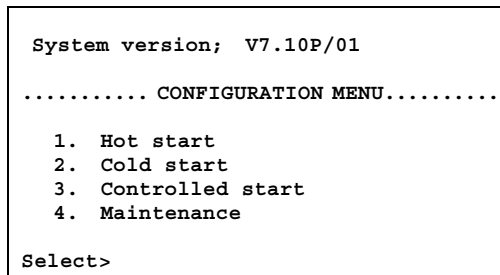 System version; V7.10P/01
........... CONFIGURATION MENU..........
1. Hot start
2. Cold start
3. Controlled start
4. Maintenance
Select>